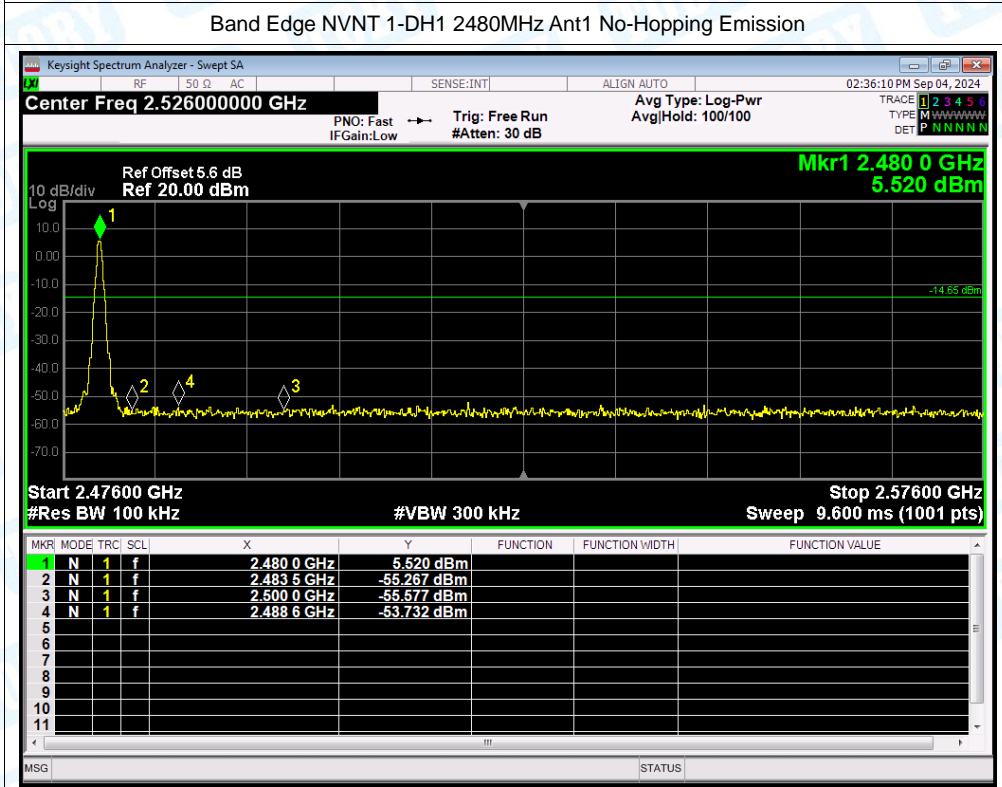 Band Edge NVNT 1-DH1 2480MHz Ant1 No-Hopping Emission
Keysight Spectrum Analyzer - Swept SA
LXI RF 50 Ω AC SENSE:INT ALIGN AUTO 02:36:10 PM Sep 04, 2024
Center Freq 2.526000000 GHz Avg Type: Log-Pwr TRACE 1 2 3 4 5 6
PNO: Fast Trig: Free Run Avg|Hold: 100/100 TYPE M WWWWW
IFGain:Low #Atten: 30 dB DET P N N N N N
Mkr1 2.480 0 GHz
Ref Offset 5.6 dB
10 dB/div Ref 20.00 dBm 5.520 dBm
Log
1
10.0
0.00
-10.0
-14.65 dBm
-20.0
-30.0
-40.0
2 4 3
-50.0
-60.0
-70.0
Start 2.47600 GHz Stop 2.57600 GHz
#Res BW 100 kHz #VBW 300 kHz Sweep 9.600 ms (1001 pts)
MKR MODE TRC SCL X Y FUNCTION FUNCTION WIDTH FUNCTION VALUE
1 N 1 f 2.480 0 GHz 5.520 dBm
2 N 1 f 2.483 5 GHz -55.267 dBm
3 N 1 f 2.500 0 GHz -55.577 dBm
4 N 1 f 2.488 6 GHz -53.732 dBm
5
6
7
8
9
10
11
MSG STATUS